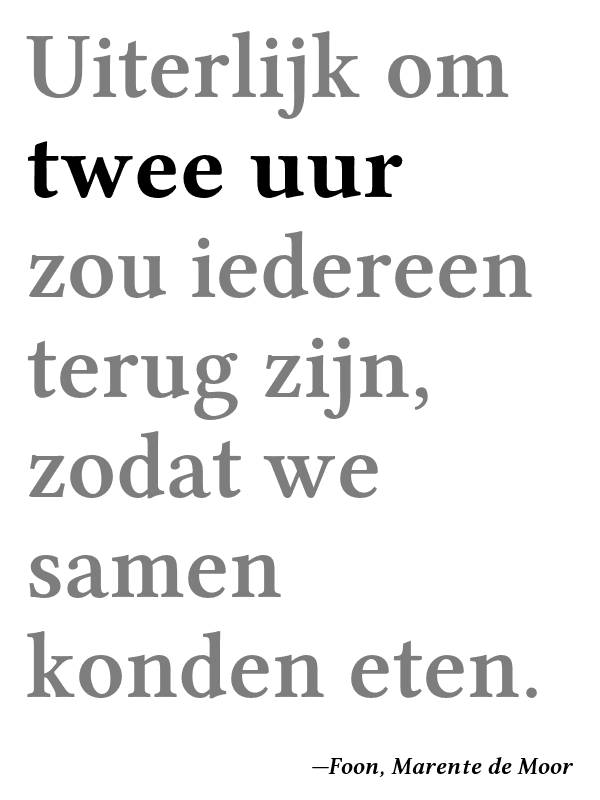 Uiterlijk om
twee uur
zou iedereen
terug zijn,
zodat we
samen
konden eten.
—Foon, Marente de Moor